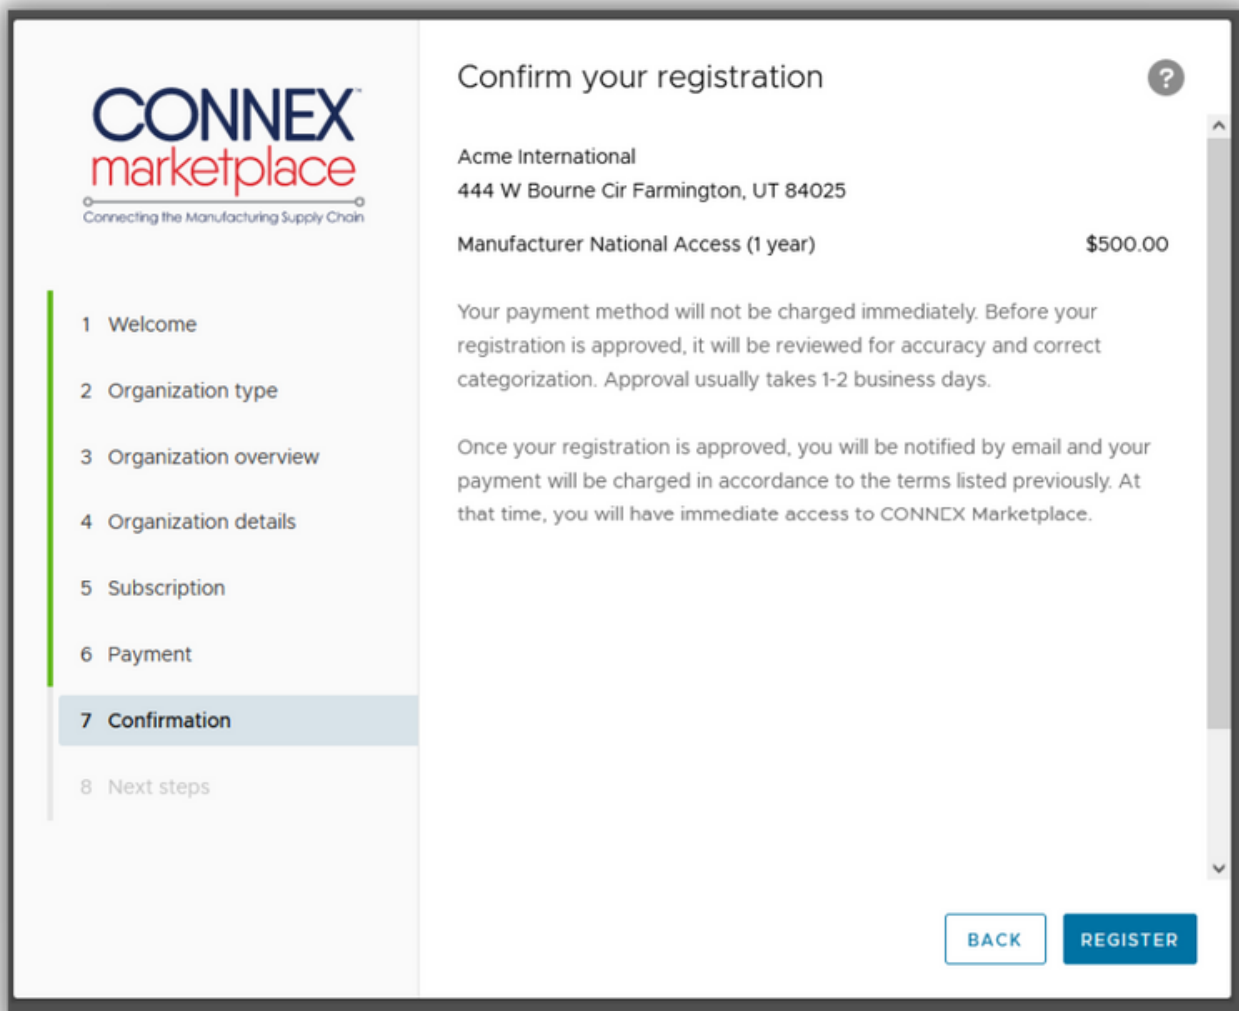 CONNEX™
marketplace
Connecting the Manufacturing Supply Chain
1 Welcome
2 Organization type
3 Organization overview
4 Organization details
5 Subscription
6 Payment
7 Confirmation
8 Next steps
Confirm your registration
?
Acme International
444 W Bourne Cir Farmington, UT 84025
Manufacturer National Access (1 year) $500.00
Your payment method will not be charged immediately. Before your
registration is approved, it will be reviewed for accuracy and correct
categorization. Approval usually takes 1-2 business days.
Once your registration is approved, you will be notified by email and your
payment will be charged in accordance to the terms listed previously. At
that time, you will have immediate access to CONNEX Marketplace.
BACK REGISTER